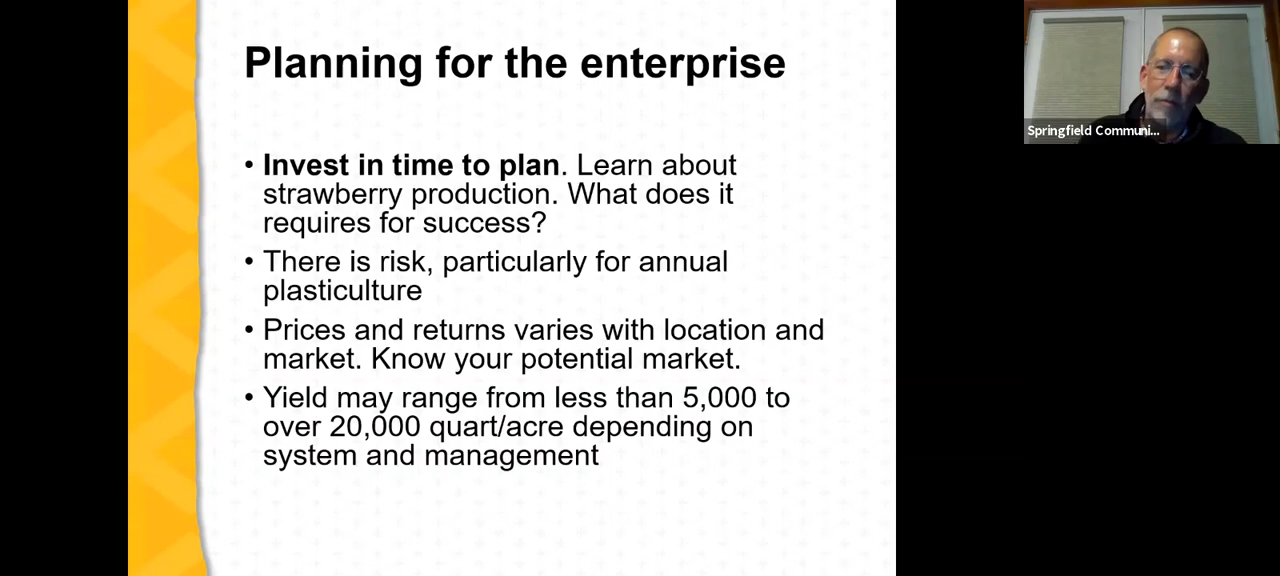 Planning for the enterprise
• Invest in time to plan. Learn about
strawberry production. What does it
requires for success?
• There is risk, particularly for annual
plasticulture
• Prices and returns varies with location and
market. Know your potential market.
• Yield may range from less than 5,000 to
over 20,000 quart/acre depending on
system and management
Springfield Communi...